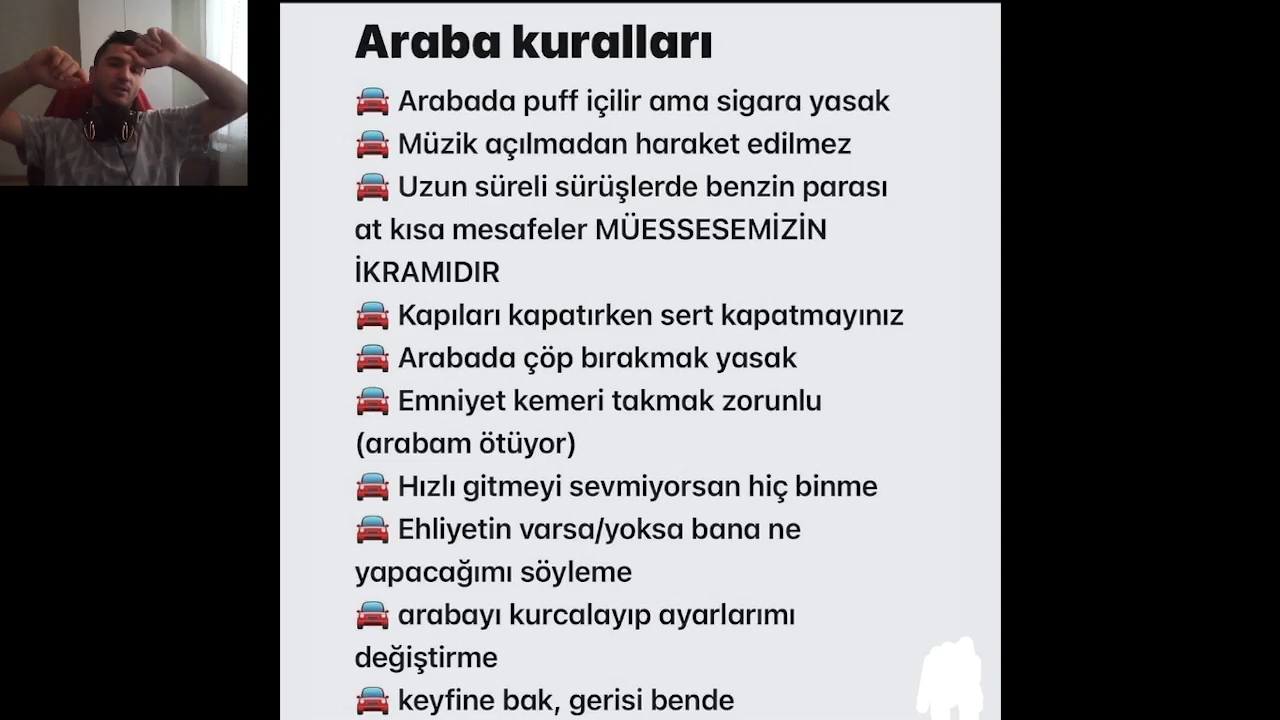 Araba kuralları
🚘 Arabada puff içilir ama sigara yasak
🚘 Müzik açılmadan haraket edilmez
🚘 Uzun süreli sürüşlerde benzin parası
at kısa mesafeler MÜESSESEMİZİN
İKRAMIDIR
🚘 Kapıları kapatırken sert kapatmayınız
🚘 Arabada çöp bırakmak yasak
🚘 Emniyet kemeri takmak zorunlu
(arabam ötüyor)
🚘 Hızlı gitmeyi sevmiyorsan hiç binme
🚘 Ehliyetin varsa/yoksa bana ne
yapacağımı söyleme
🚘 arabayı kurcalayıp ayarlarımı
değiştirme
🚘 keyfine bak, gerisi bende